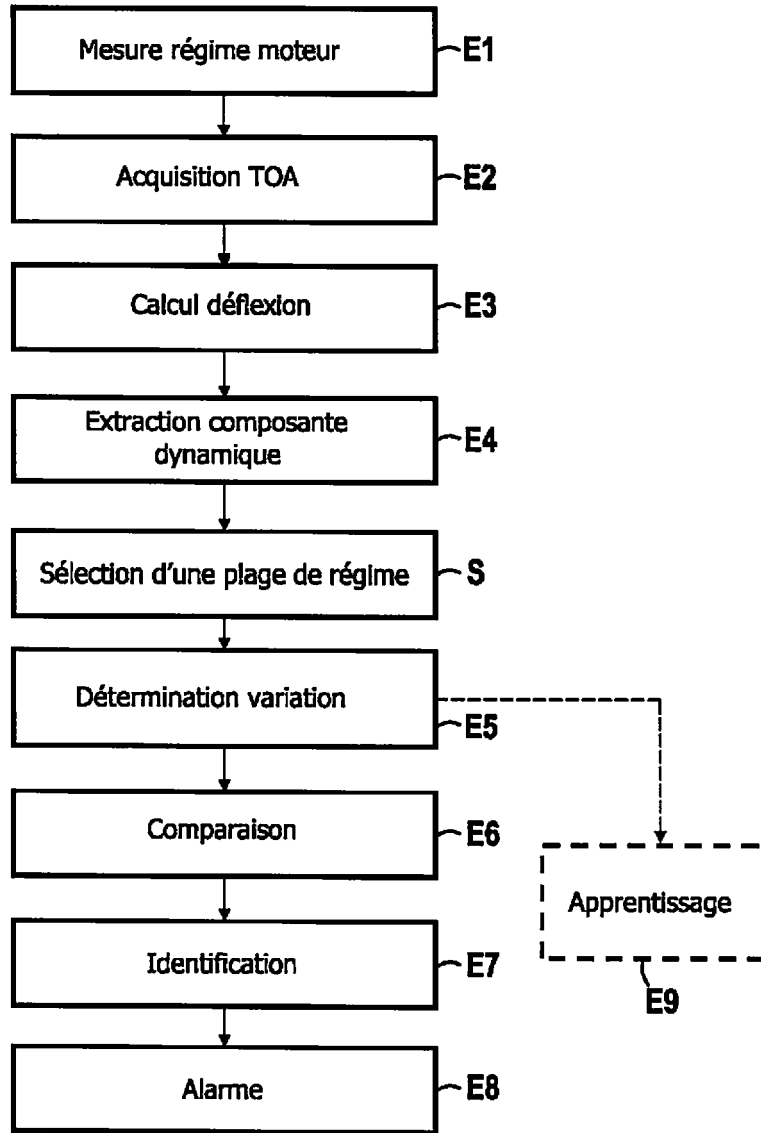 Mesure régime moteur
E1
Acquisition TOA
E2
Calcul déflexion
E3
Extraction composante
dynamique
E4
Sélection d'une plage de régime
S
Détermination variation
E5
Comparaison
E6
Apprentissage
E9
Identification
E7
Alarme
E8